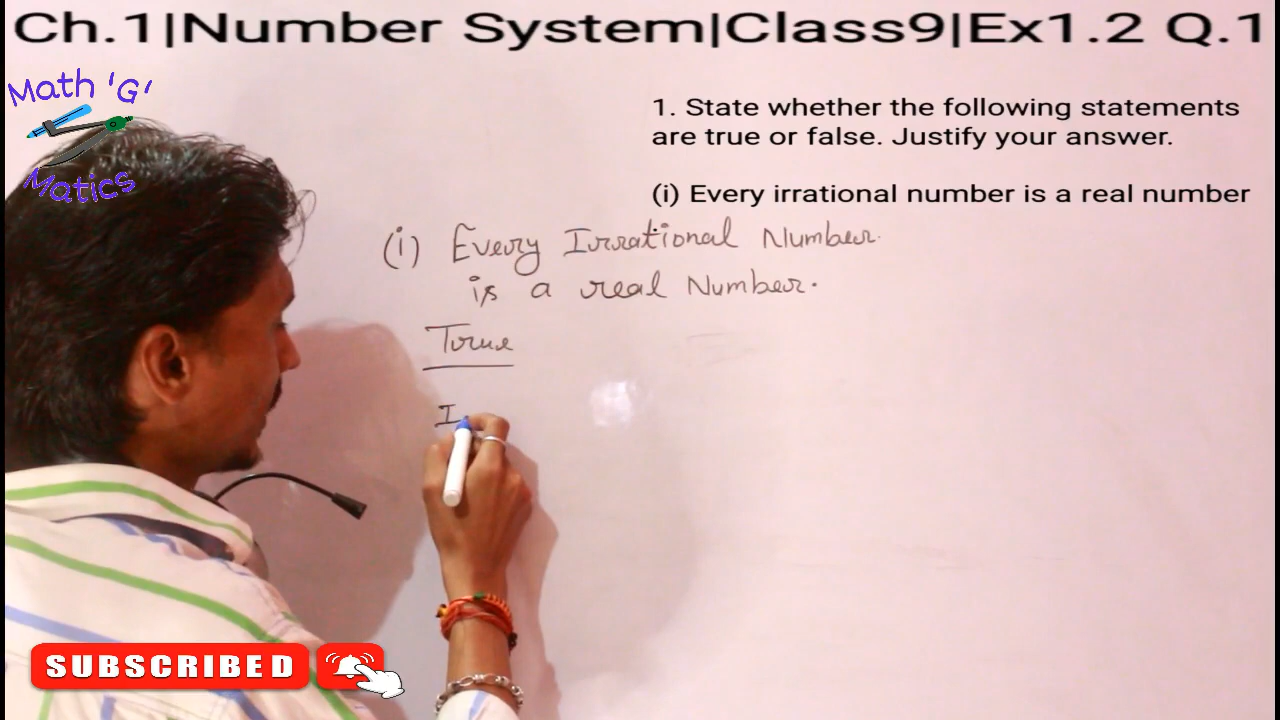 Ch.1|Number System|Class9|Ex1.2 Q.1
Math 'G'
Matics
1. State whether the following statements
are true or false. Justify your answer.
(i) Every irrational number is a real number
(i) Every Irrational Number.
is a real Number.
True
I
SUBSCRIBED